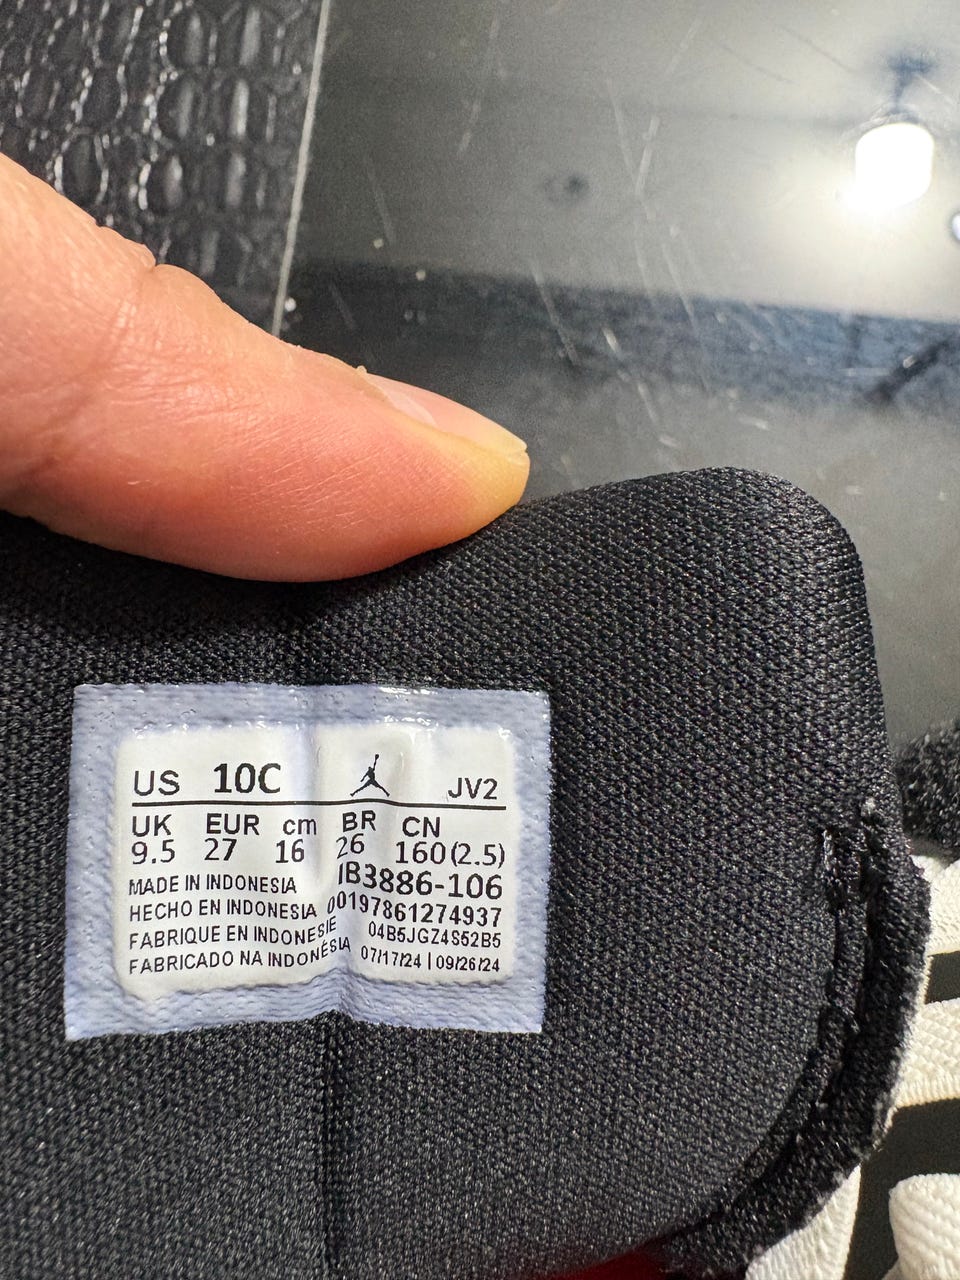 US 10C JV2
UK EUR cm BR CN
9.5 27 16 26 160(2.5)
MADE IN INDONESIA IB3886-106
HECHO EN INDONESIA 00197861274937
FABRIQUE EN INDONESIE 04B5JGZ4S52B5
FABRICADO NA INDONÉSIA 07/17/24 | 09/26/24